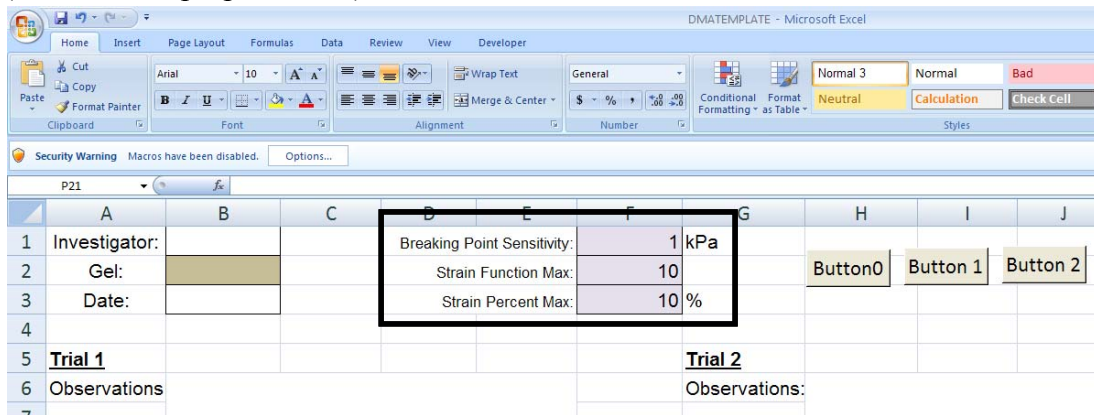 DMATEMPLATE - Microsoft Excel
Home Insert Page Layout Formulas Data Review View Developer
Paste
Cut
Copy
Format Painter
Clipboard
Arial 10 A A
B I U A
Font
Wrap Text
Merge & Center
Alignment
General
$ % , .0 .00 .00 .0
Number
Conditional Formatting
Format as Table
Normal 3 Normal Bad
Neutral Calculation Check Cell
Styles
Security Warning Macros have been disabled. Options...
P21 fx
A B C D E F G H I J
1 Investigator: Breaking Point Sensitivity: 1 kPa
2 Gel: Strain Function Max: 10 Button0 Button 1 Button 2
3 Date: Strain Percent Max: 10 %
4
5 Trial 1 Trial 2
6 Observations Observations: